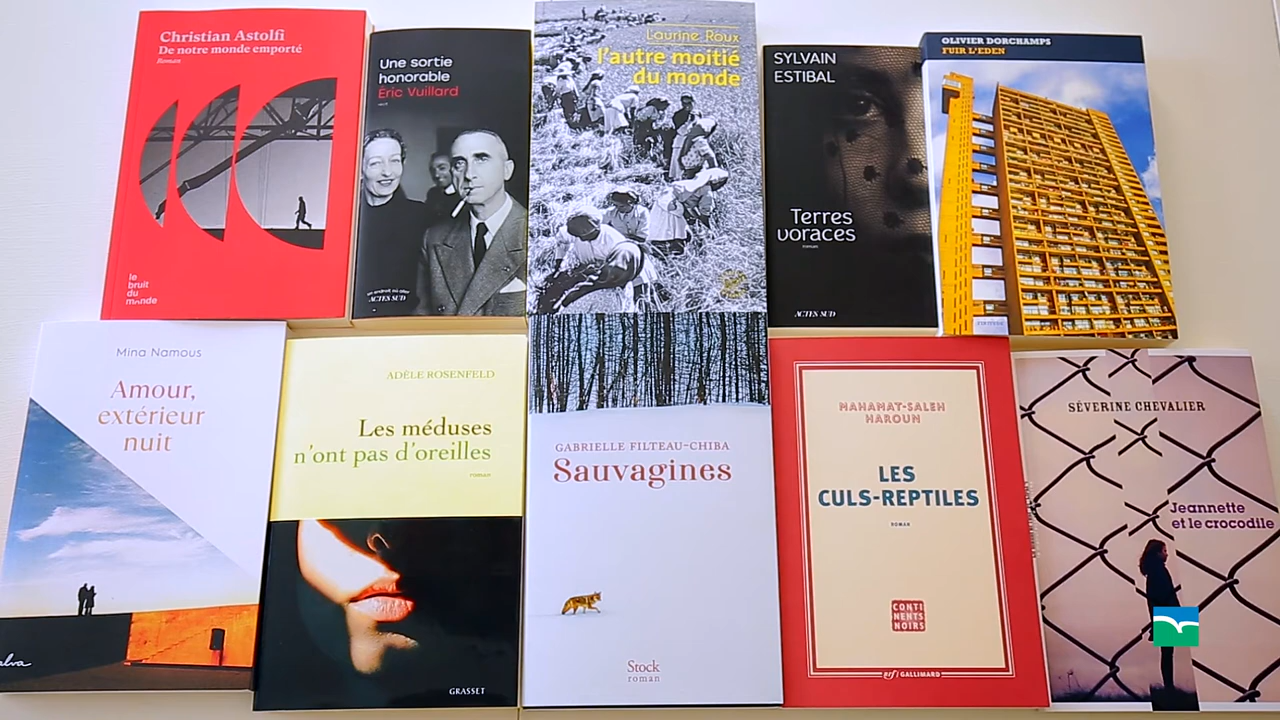 Christian Astolfi
De notre monde emporté
Roman
le
bruit
du
monde
Une sortie
honorable
Éric Vuillard
récit
un endroit où aller
ACTES SUD
Laurine Roux
l'autre moitié
du monde
SYLVAIN
ESTIBAL
Terres
voraces
roman
ACTES SUD
OLIVIER DORCHAMPS
FUIR L'EDEN
FINITUDE
Mina Namous
Amour,
extérieur
nuit
alva
ADÈLE ROSENFELD
Les méduses
n'ont pas d'oreilles
roman
GRASSET
GABRIELLE FILTEAU-CHIBA
Sauvagines
Stock
roman
MAHAMAT-SALEH
HAROUN
LES
CULS-REPTILES
ROMAN
CONTI
NENTS
NOIRS
nrf GALLIMARD
SÉVERINE CHEVALIER
Jeannette
et le crocodile